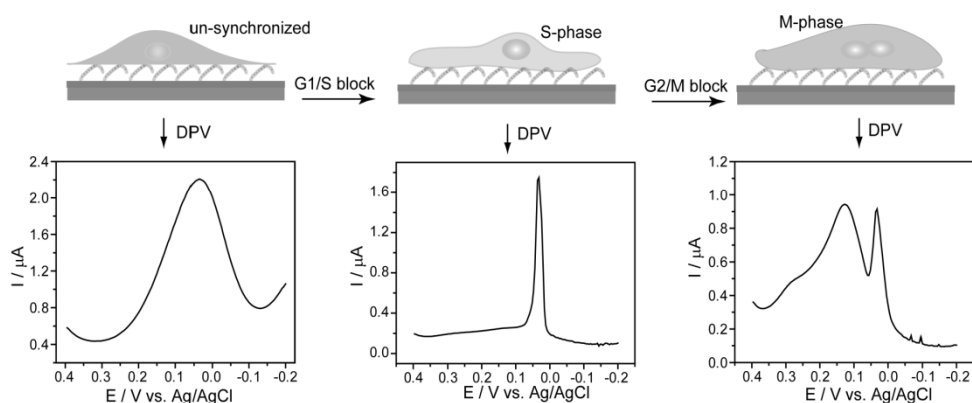 un-synchronized
S-phase
M-phase
G1/S block
G2/M block
DPV
DPV
DPV
2.4
2.0
1.6
1.2
0.8
0.4
I / μA
0.4 0.3 0.2 0.1 0.0 -0.1 -0.2
E / V vs. Ag/AgCl
1.6
1.2
0.8
0.4
0.0
I / μA
0.4 0.3 0.2 0.1 0.0 -0.1 -0.2
E / V vs. Ag/AgCl
1.2
1.0
0.8
0.6
0.4
0.2
0.0
I / μA
0.4 0.3 0.2 0.1 0.0 -0.1 -0.2
E / V vs. Ag/AgCl